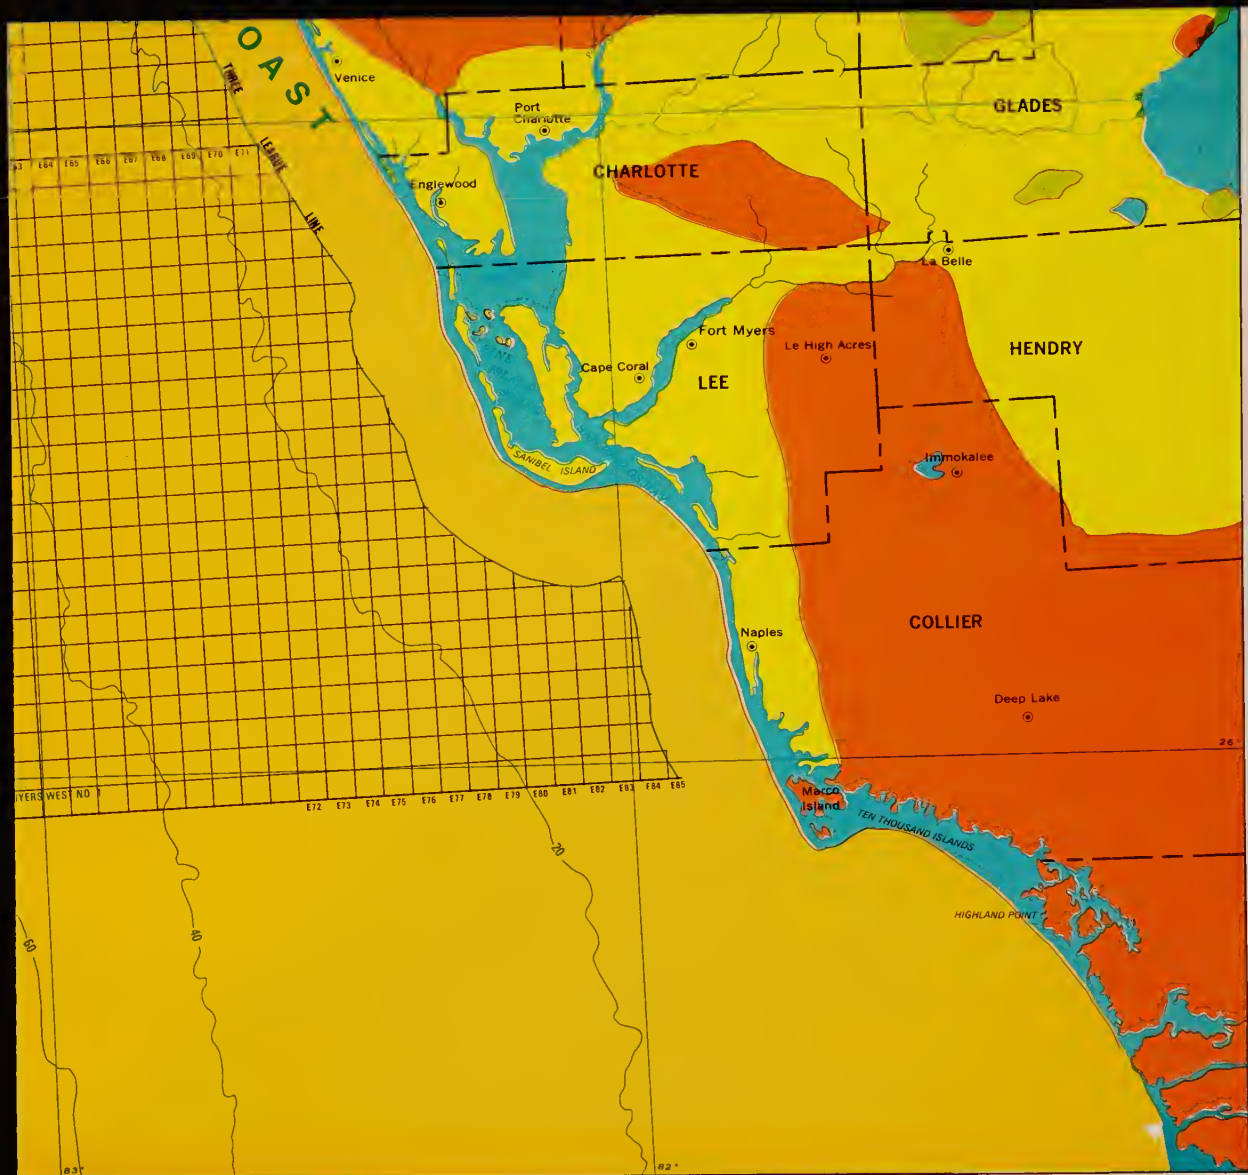 OAST
THREE
LEAGUE
LINE
Venice
Port
Charlotte
GLADES
CHARLOTTE
Englewood
63 E64 E65 E66 E67 E68 E69 E70 E71
La Belle
Fort Myers
Le High Acres
HENDRY
Cape Coral
LEE
PINE
SANIBEL ISLAND
Immokalee
COLLIER
Naples
Deep Lake
26°
MYERS WEST NO 1
E72 E73 E74 E75 E76 E77 E78 E79 E80 E81 E82 E83 E84 E85
Marco
Island
TEN THOUSAND ISLANDS
20
HIGHLAND POINT
40
60
83°
82°